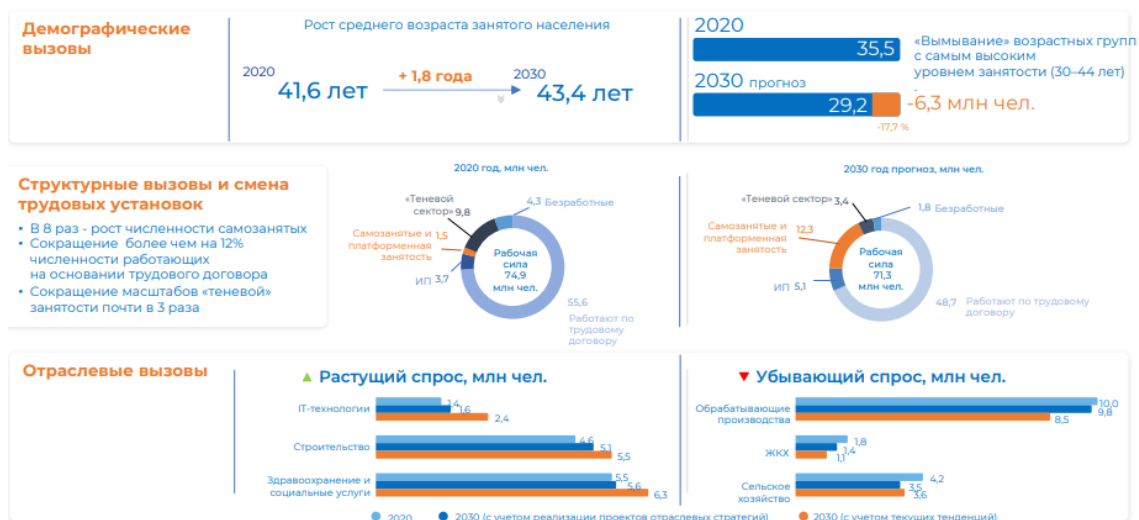 Демографические
вызовы
Рост среднего возраста занятого населения
2020
41,6 лет
+ 1,8 года
2030
43,4 лет
2020
35,5
2030 прогноз
29,2
-17,7 %
«Вымывание» возрастных групп
с самым высоким
уровнем занятости (30–44 лет)
.
-6,3 млн чел.
Структурные вызовы и смена
трудовых установок
• В 8 раз - рост численности самозанятых
• Сокращение более чем на 12%
численности работающих
на основании трудового договора
• Сокращение масштабов «теневой»
занятости почти в 3 раза
2020 год, млн чел.
«Теневой
сектор» 9,8
4,3 Безработные
Самозанятые и 1,5
платформенная
занятость
ИП 3,7
Рабочая
сила
74,9
млн чел.
55,6
Работают по
трудовому
договору
2030 год прогноз, млн чел.
«Теневой сектор» 3,4
1,8 Безработные
Самозанятые и 12,3
платформенная
занятость
ИП 5,1
Рабочая
сила
71,3
млн чел.
48,7 Работают по трудовому
договору
Отраслевые вызовы
▲ Растущий спрос, млн чел.
IT-технологии
1,4
1,6
2,4
Строительство
4,6
5,1
5,5
Здравоохранение и
социальные услуги
5,5
5,6
6,3
▼ Убывающий спрос, млн чел.
Обрабатывающие
производства
10,0
9,8
8,5
ЖКХ
1,8
1,4
1,1
Сельское
хозяйство
4,2
3,5
3,6
2020
2030 (с учетом реализации проектов отраслевых стратегий)
2030 (с учетом текущих тенденций)